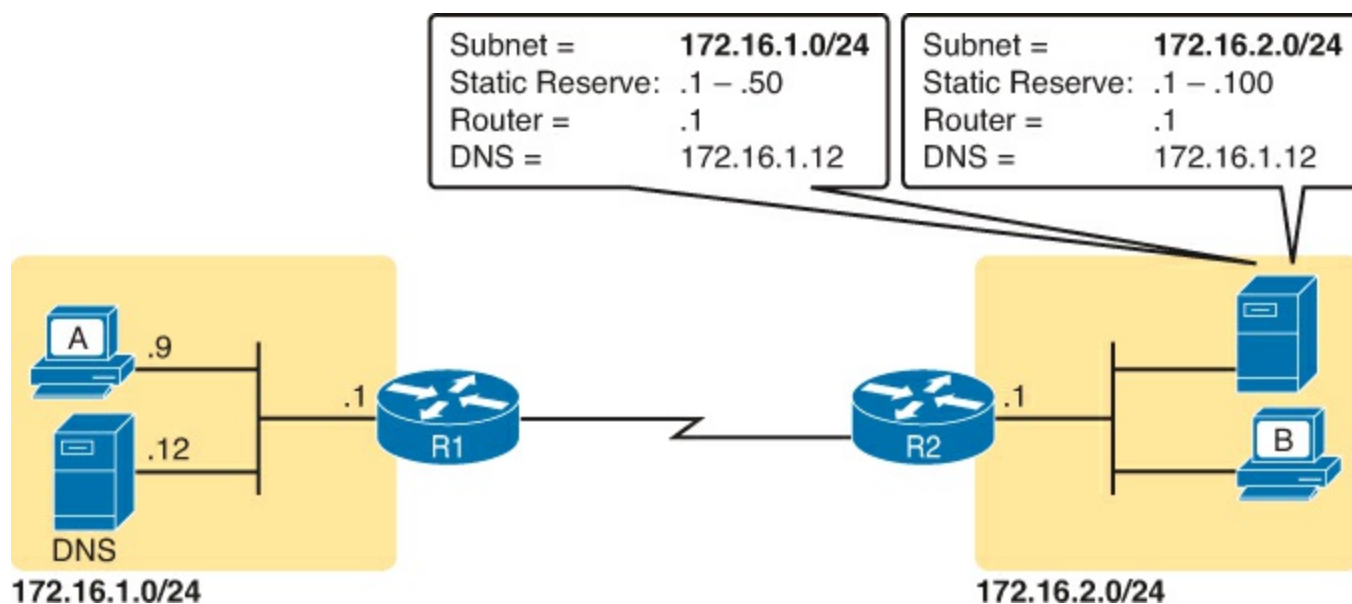 Subnet = 172.16.1.0/24
Static Reserve: .1 – .50
Router = .1
DNS = 172.16.1.12
Subnet = 172.16.2.0/24
Static Reserve: .1 – .100
Router = .1
DNS = 172.16.1.12
A
.9
.12
DNS
.1
R1
R2
.1
B
172.16.1.0/24
172.16.2.0/24